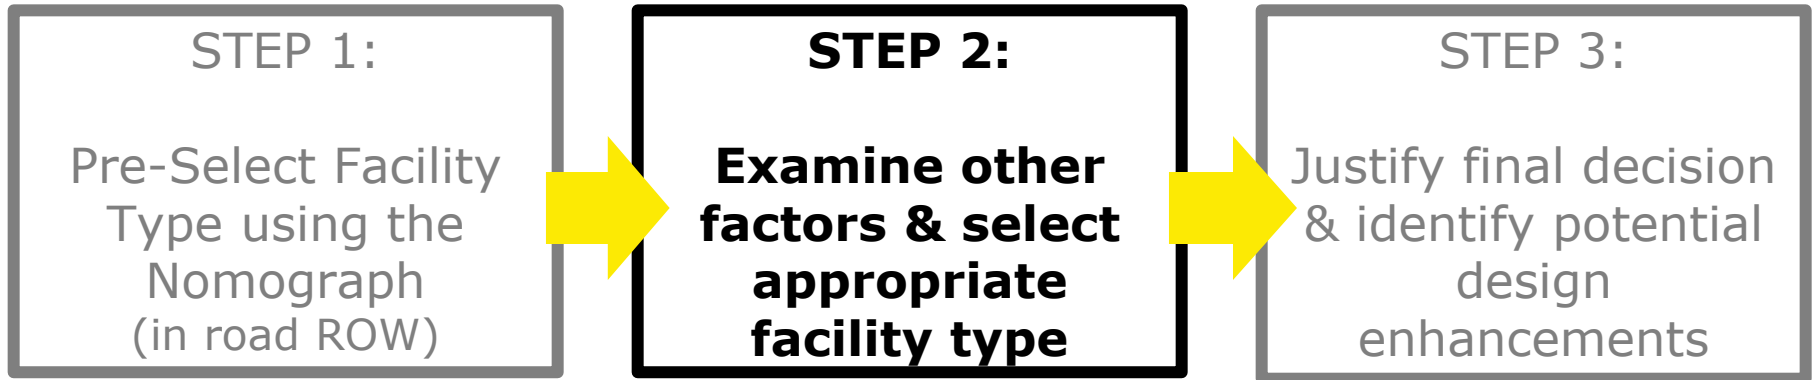 STEP 1:
Pre-Select Facility
Type using the
Nomograph
(in road ROW)
STEP 2:
Examine other
factors & select
appropriate
facility type
STEP 3:
Justify final decision
& identify potential
design
enhancements